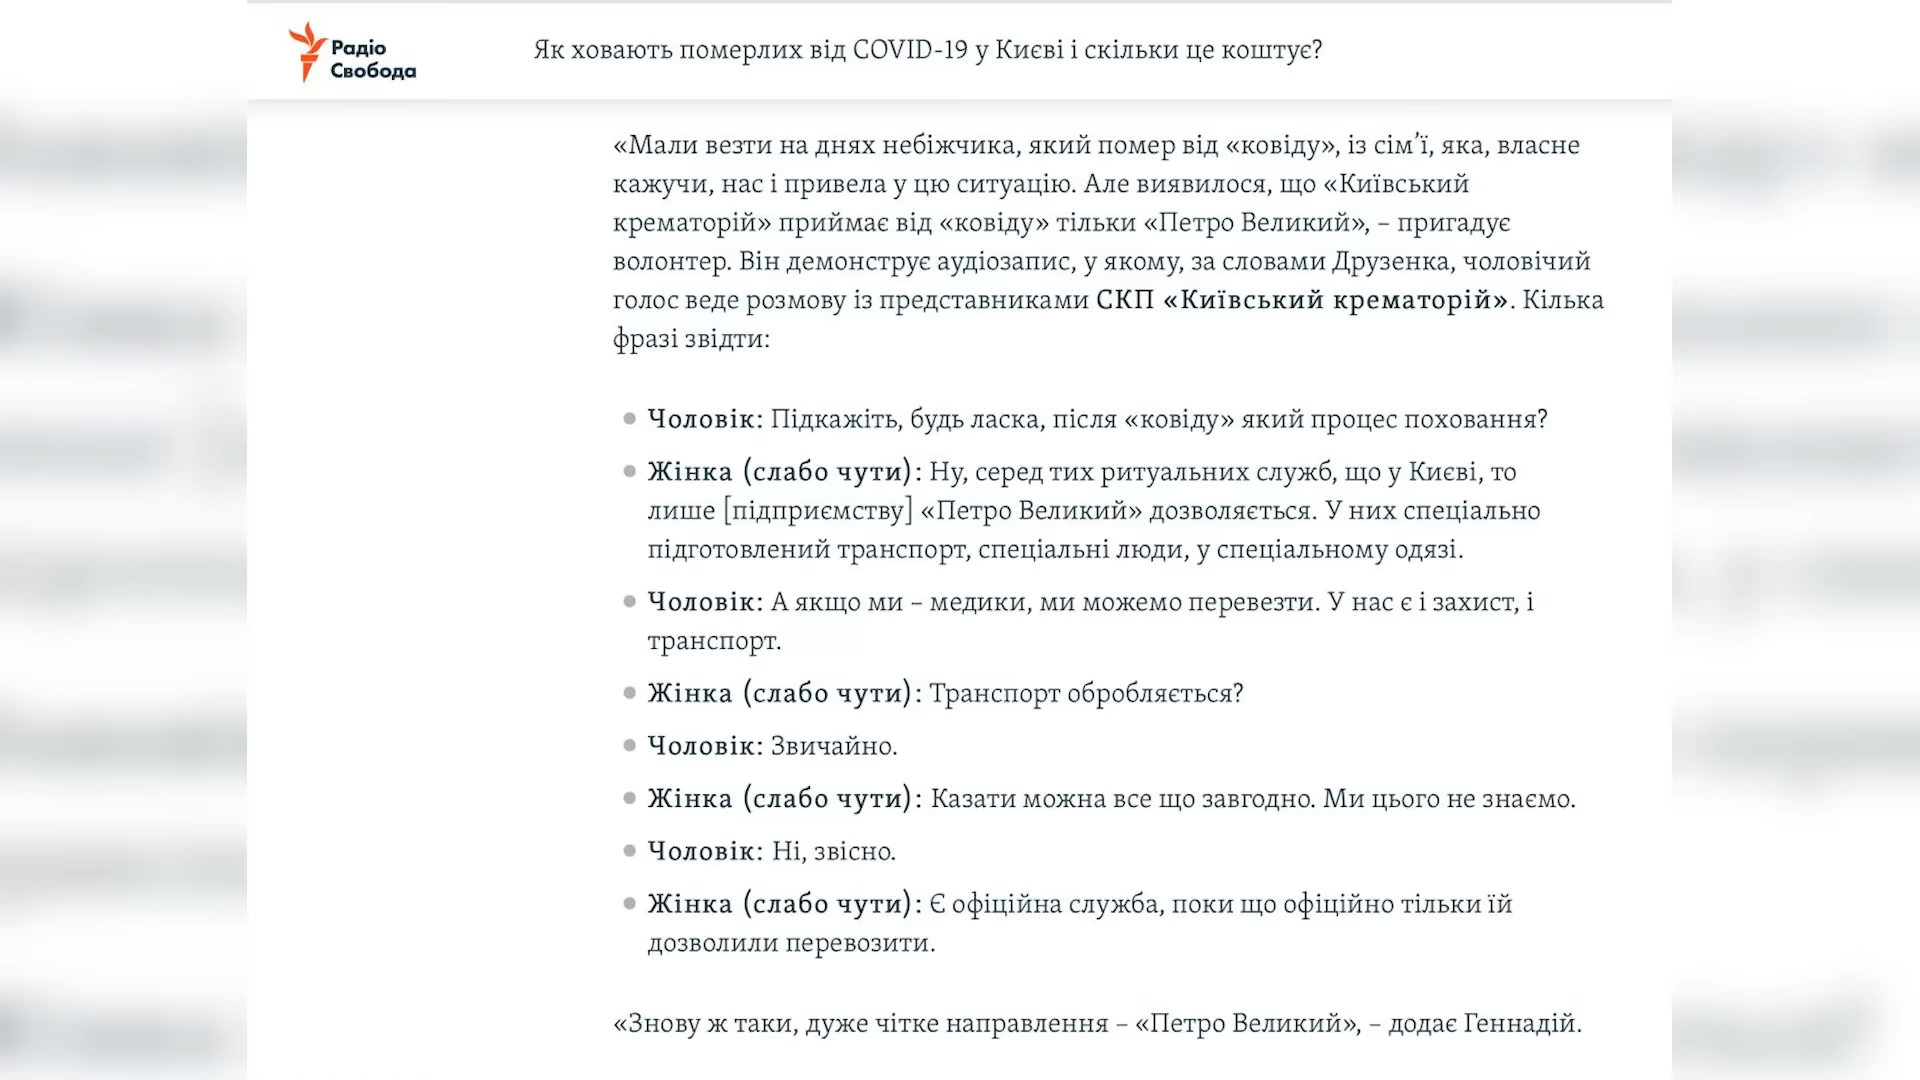 Радіо
Свобода
Як ховають померлих від COVID-19 у Києві і скільки це коштує?
«Мали везти на днях небіжчика, який помер від «ковіду», із сім’ї, яка, власне
кажучи, нас і привела у цю ситуацію. Але виявилося, що «Київський
крематорій» приймає від «ковіду» тільки «Петро Великий», – пригадує
волонтер. Він демонструє аудіозапис, у якому, за словами Друзенка, чоловічий
голос веде розмову із представниками СКП «Київський крематорій». Кілька
фразі звідти:
Чоловік: Підкажіть, будь ласка, після «ковіду» який процес поховання?
Жінка (слабо чути): Ну, серед тих ритуальних служб, що у Києві, то
лише [підприємству] «Петро Великий» дозволяється. У них спеціально
підготовлений транспорт, спеціальні люди, у спеціальному одязі.
Чоловік: А якщо ми – медики, ми можемо перевезти. У нас є і захист, і
транспорт.
Жінка (слабо чути): Транспорт обробляється?
Чоловік: Звичайно.
Жінка (слабо чути): Казати можна все що завгодно. Ми цього не знаємо.
Чоловік: Ні, звісно.
Жінка (слабо чути): Є офіційна служба, поки що офіційно тільки їй
дозволили перевозити.
«Знову ж таки, дуже чітке направлення – «Петро Великий», – додає Геннадій.